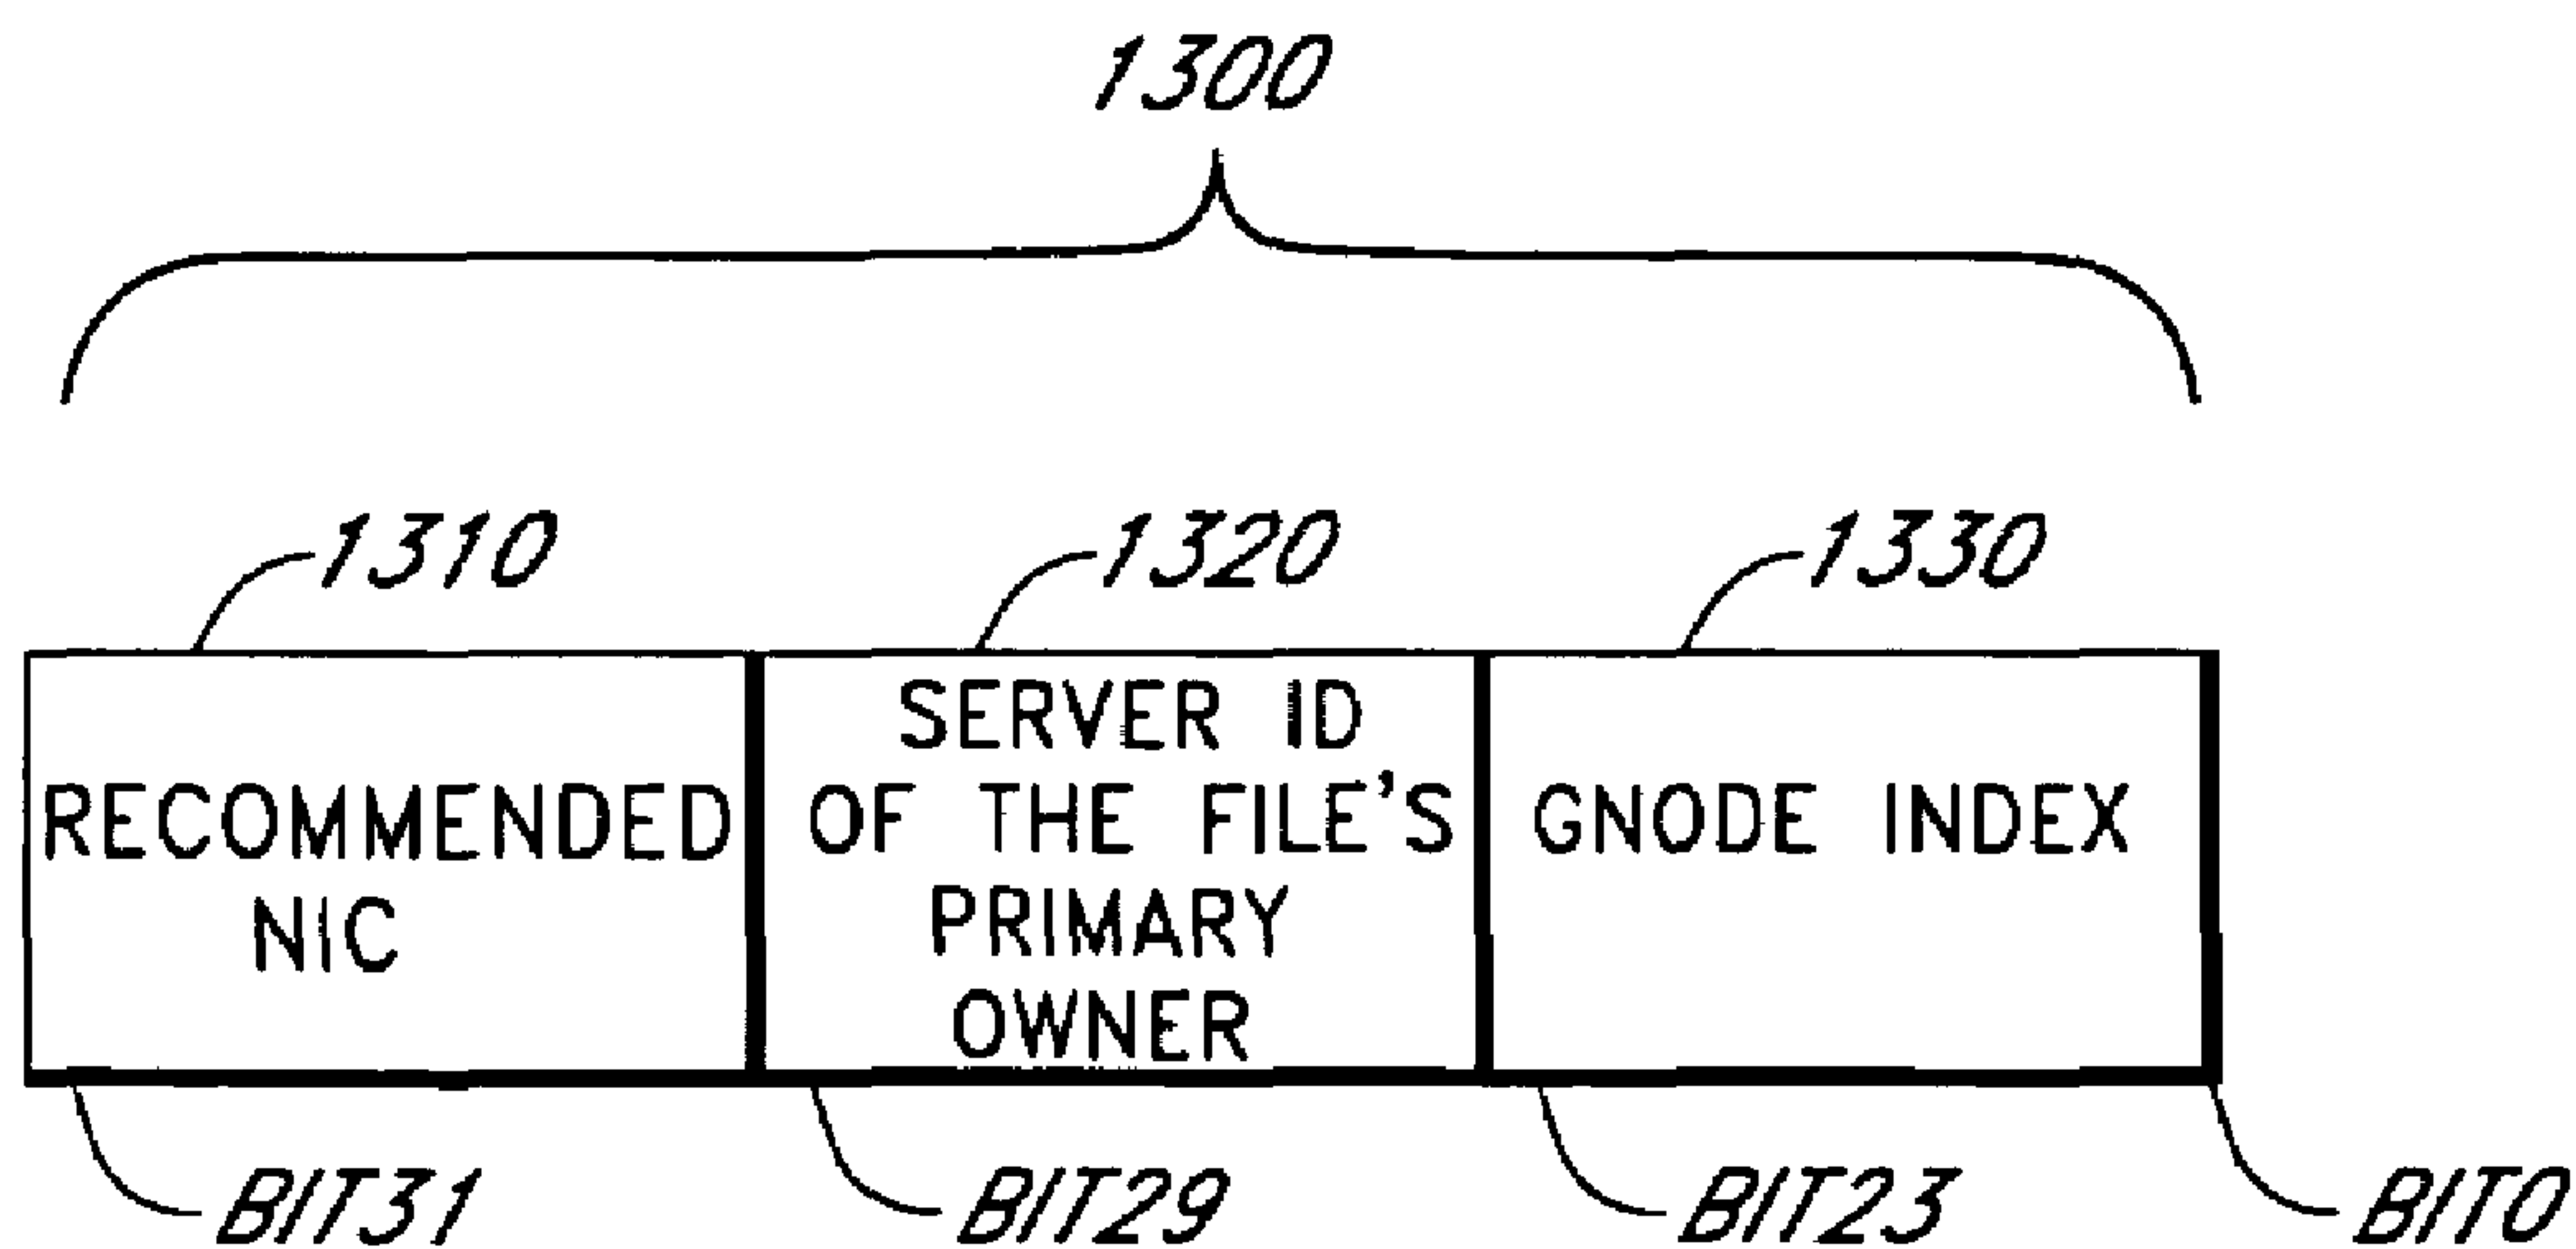 1300
1310
1320
1330
RECOMMENDED
NIC
SERVER ID
OF THE FILE'S
PRIMARY
OWNER
GNODE INDEX
BIT31
BIT29
BIT23
BIT0